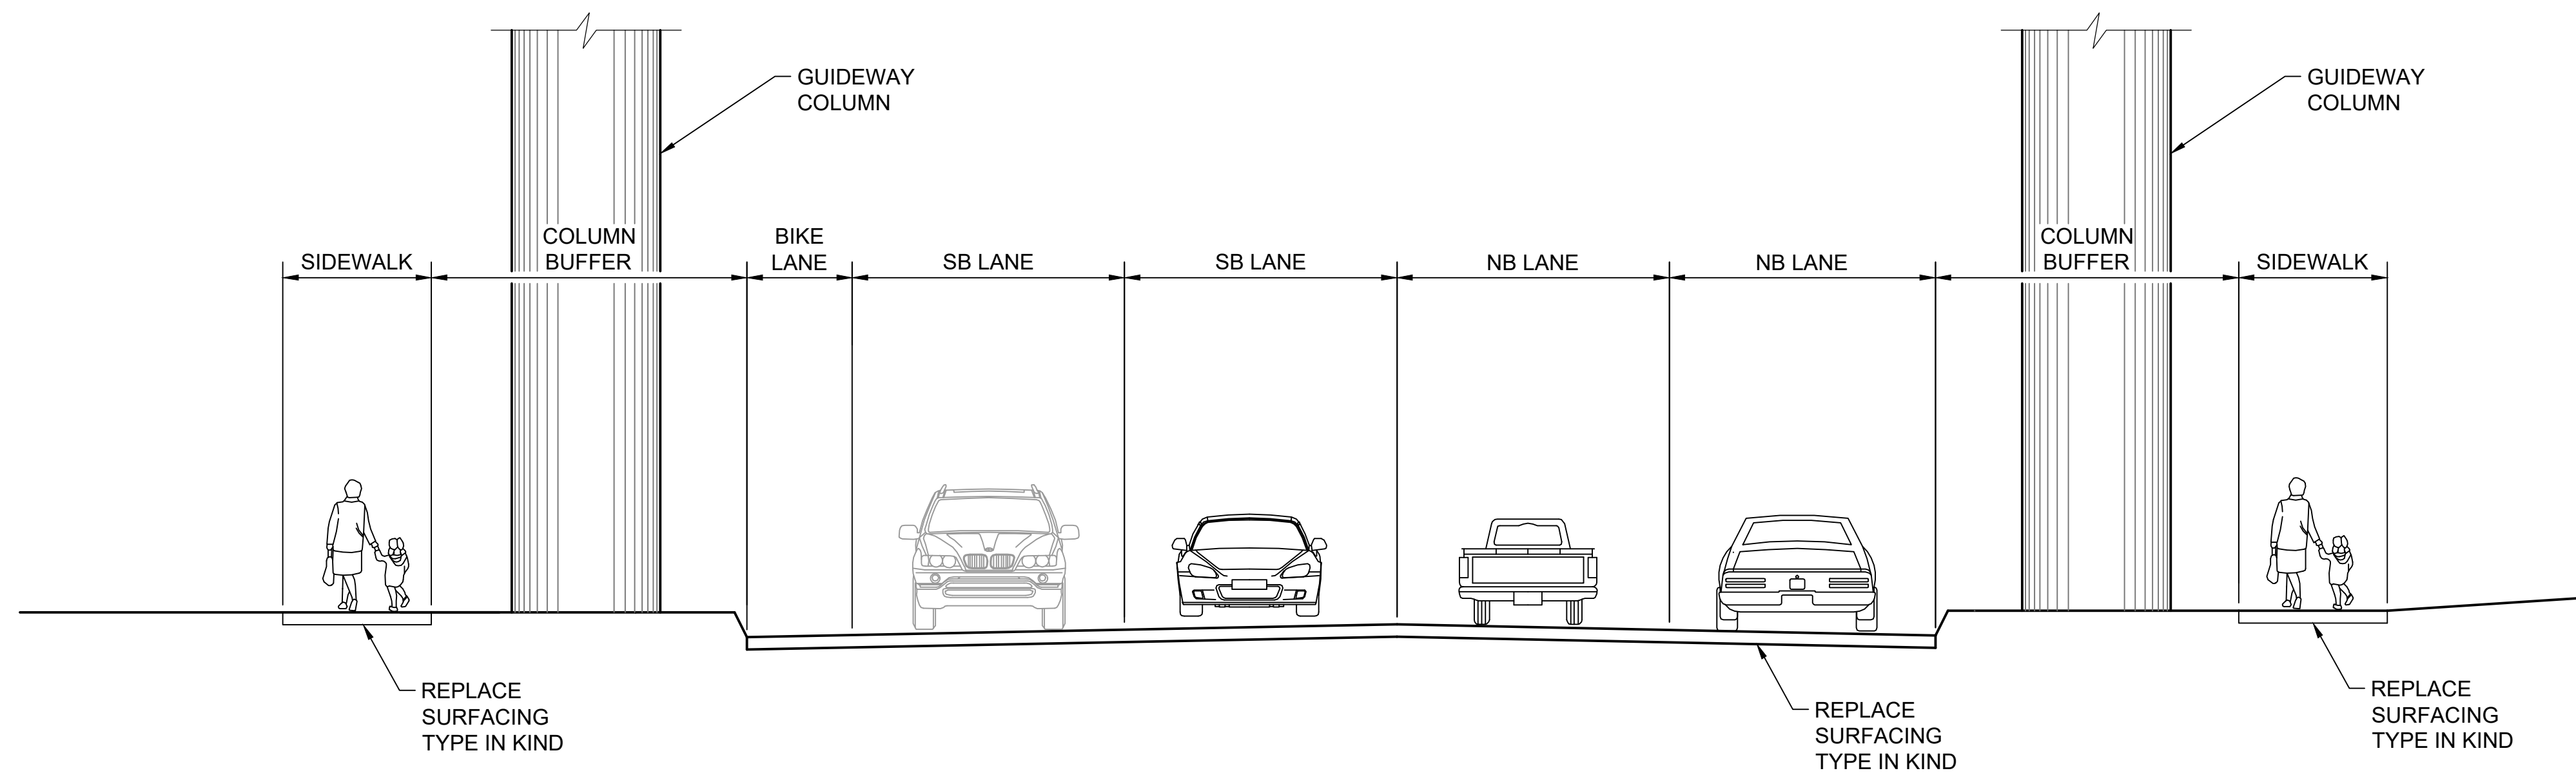 GUIDEWAY
COLUMN
GUIDEWAY
COLUMN
SIDEWALK
COLUMN
BUFFER
BIKE
LANE
SB LANE
SB LANE
NB LANE
NB LANE
COLUMN
BUFFER
SIDEWALK
REPLACE
SURFACING
TYPE IN KIND
REPLACE
SURFACING
TYPE IN KIND
REPLACE
SURFACING
TYPE IN KIND